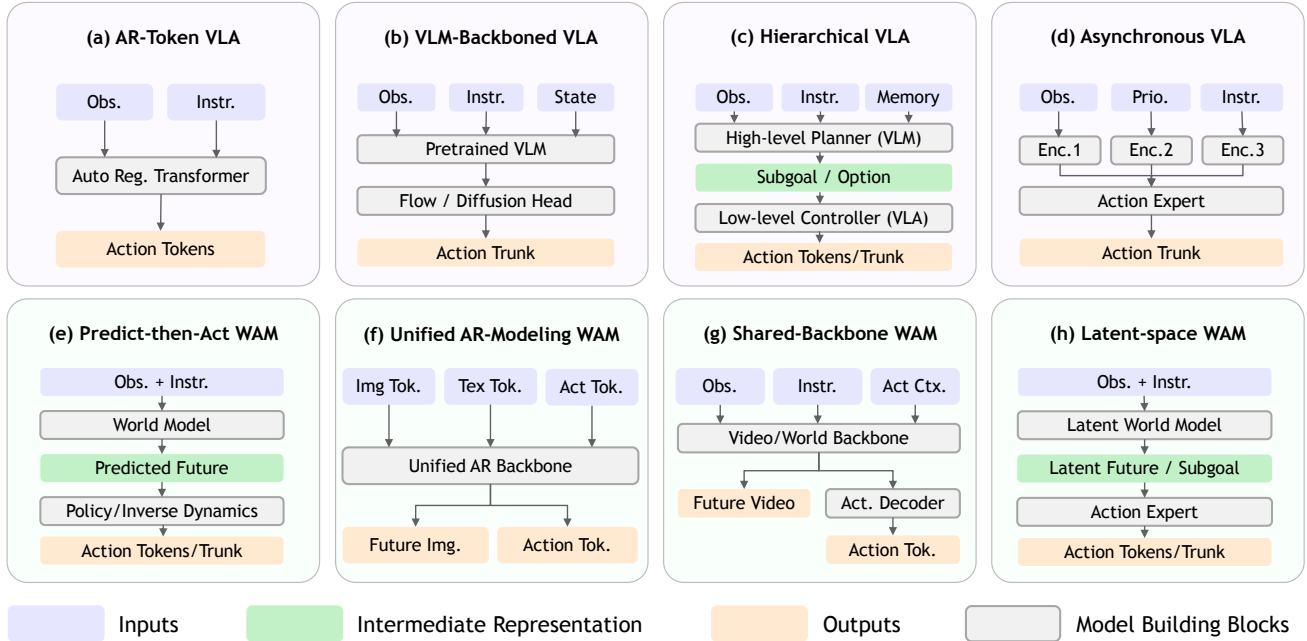 (a) AR-Token VLA
Obs.
Instr.
Auto Reg. Transformer
Action Tokens
(b) VLM-Backboned VLA
Obs.
Instr.
State
Pretrained VLM
Flow / Diffusion Head
Action Trunk
(c) Hierarchical VLA
Obs.
Instr.
Memory
High-level Planner (VLM)
Subgoal / Option
Low-level Controller (VLA)
Action Tokens/Trunk
(d) Asynchronous VLA
Obs.
Prio.
Instr.
Enc.1
Enc.2
Enc.3
Action Expert
Action Trunk
(e) Predict-then-Act WAM
Obs. + Instr.
World Model
Predicted Future
Policy/Inverse Dynamics
Action Tokens/Trunk
(f) Unified AR-Modeling WAM
Img Tok.
Tex Tok.
Act Tok.
Unified AR Backbone
Future Img.
Action Tok.
(g) Shared-Backbone WAM
Obs.
Instr.
Act Ctx.
Video/World Backbone
Future Video
Act. Decoder
Action Tok.
(h) Latent-space WAM
Obs. + Instr.
Latent World Model
Latent Future / Subgoal
Action Expert
Action Tokens/Trunk
Inputs
Intermediate Representation
Outputs
Model Building Blocks